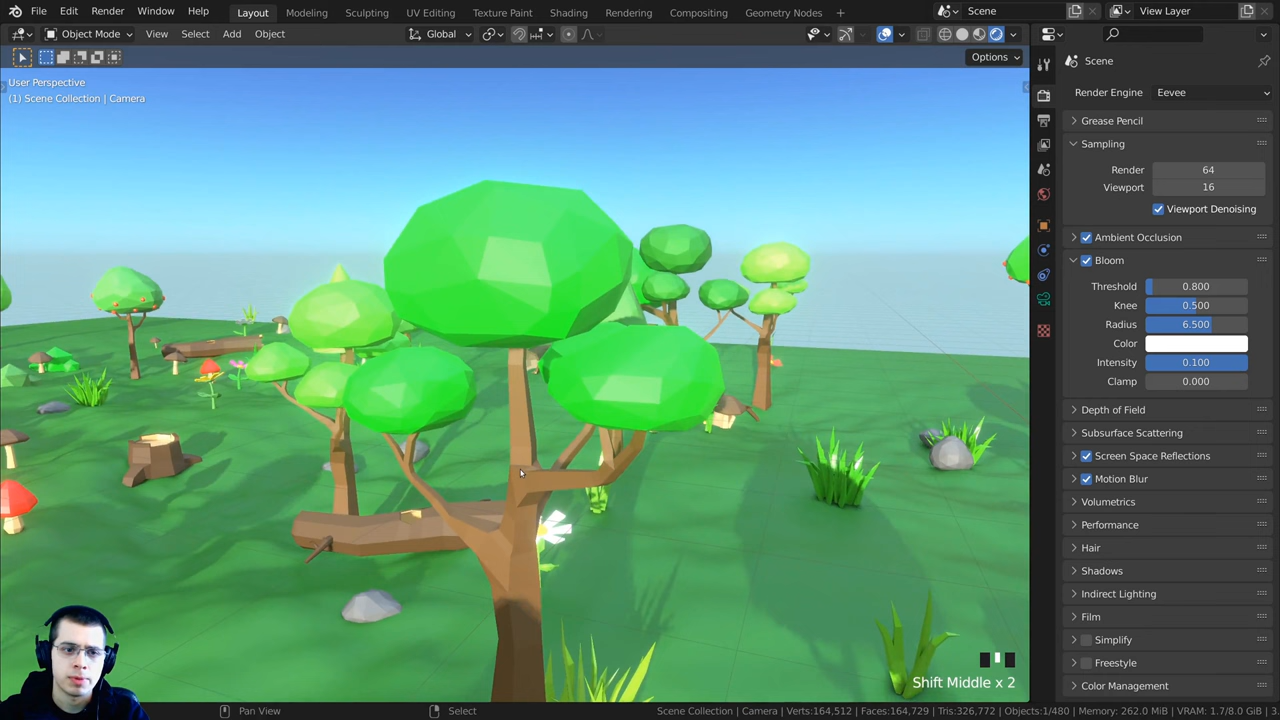 File Edit Render Window Help
Layout Modeling Sculpting UV Editing Texture Paint Shading Rendering Compositing Geometry Nodes +
Scene
View Layer
Object Mode View Select Add Object
Global
Options
User Perspective
(1) Scene Collection | Camera
Scene
Render Engine Eevee
Grease Pencil
Sampling
Render 64
Viewport 16
Viewport Denoising
Ambient Occlusion
Bloom
Threshold 0.800
Knee 0.500
Radius 6.500
Color
Intensity 0.100
Clamp 0.000
Depth of Field
Subsurface Scattering
Screen Space Reflections
Motion Blur
Volumetrics
Performance
Hair
Shadows
Indirect Lighting
Film
Simplify
Freestyle
Color Management
Shift Middle x 2
Pan View
Select
Scene Collection | Camera Verts:164,512 Faces:164,729 Tris:326,772 Objects:1/480 Memory: 262.0 MiB VRAM: 1.7/8.0 GiB 3.